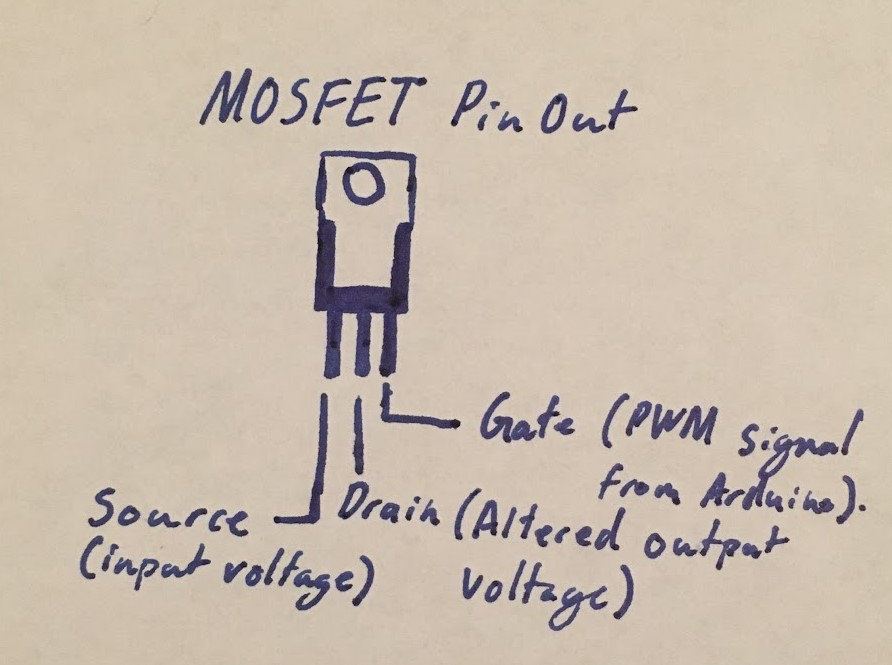 MOSFET Pin Out
Gate (PWM signal
from Arduino).
Source
(input voltage)
Drain (Altered output
voltage)